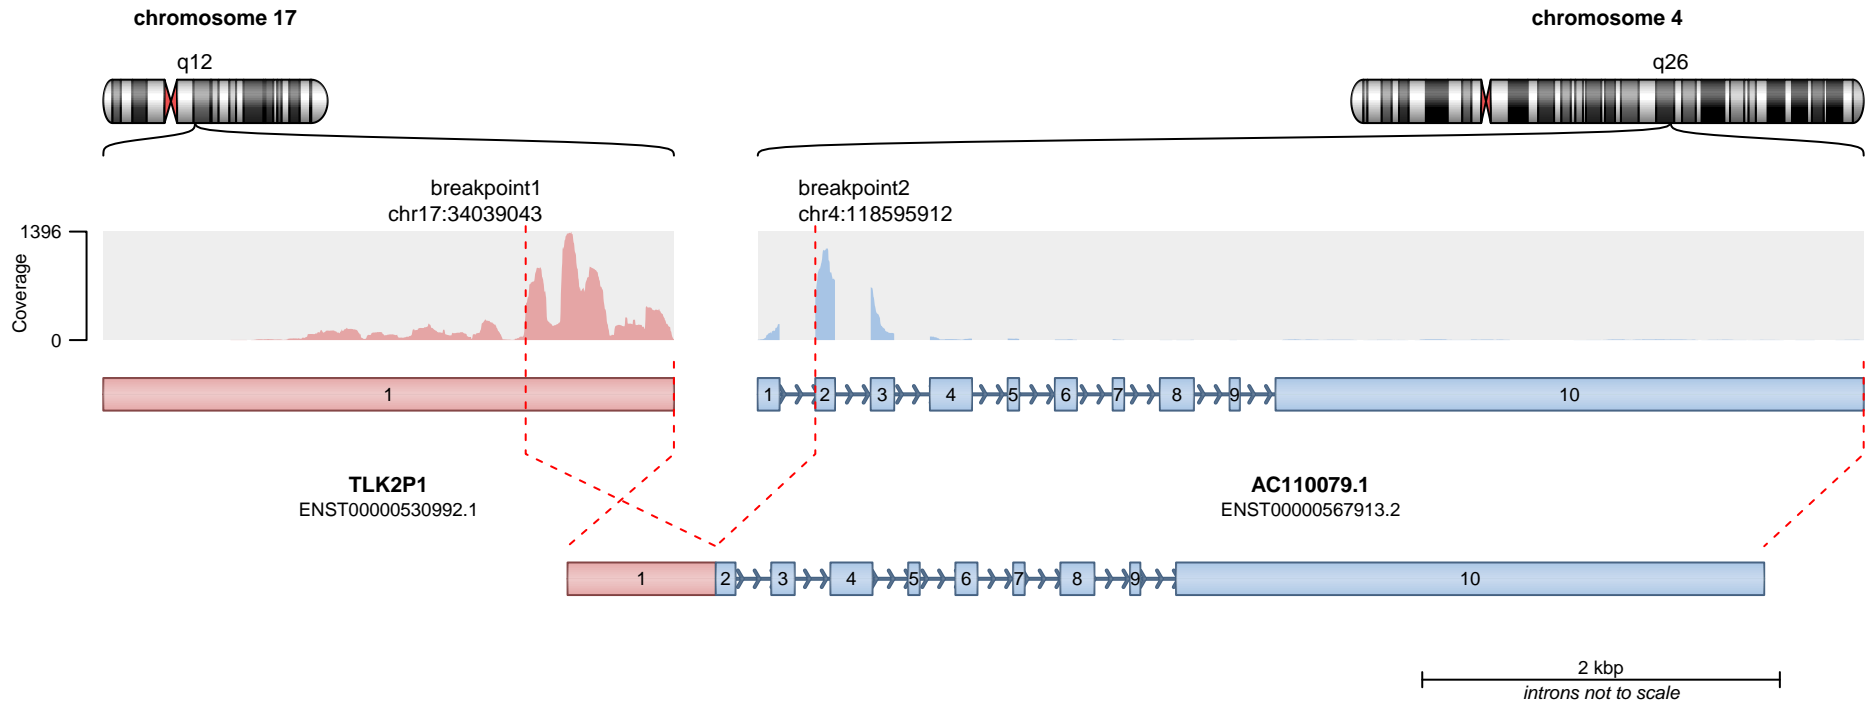 chromosome 17
chromosome 4
q12
q26
breakpoint1
chr17:34039043
breakpoint2
chr4:118595912
1396
Coverage
0
1
1 2 3 4 5 6 7 8 9 10
TLK2P1
ENST00000530992.1
AC110079.1
ENST00000567913.2
1 2 3 4 5 6 7 8 9 10
2 kbp
introns not to scale